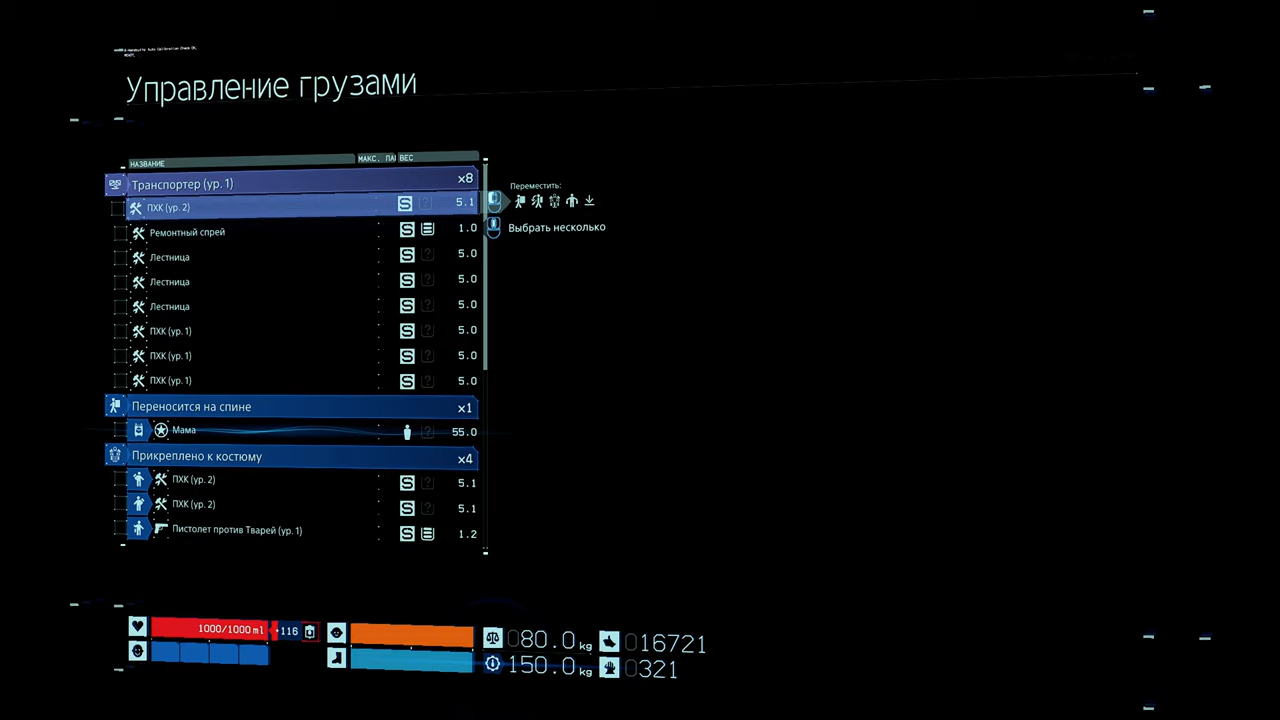 Управление грузами
НАЗВАНИЕ МАКС. ПА ВЕС
Транспортер (ур. 1) x8
ПХК (ур. 2) S ? 5.1
Переместить:
Ремонтный спрей S 1.0
Выбрать несколько
Лестница S ? 5.0
Лестница S ? 5.0
Лестница S ? 5.0
ПХК (ур. 1) S ? 5.0
ПХК (ур. 1) S ? 5.0
ПХК (ур. 1) S ? 5.0
Переносится на спине x1
Мама ? 55.0
Прикреплено к костюму x4
ПХК (ур. 2) S ? 5.1
ПХК (ур. 2) S ? 5.1
Пистолет против Тварей (ур. 1) S 1.2
1000/1000 ml 116
080.0 kg 016721
150.0 kg 0321